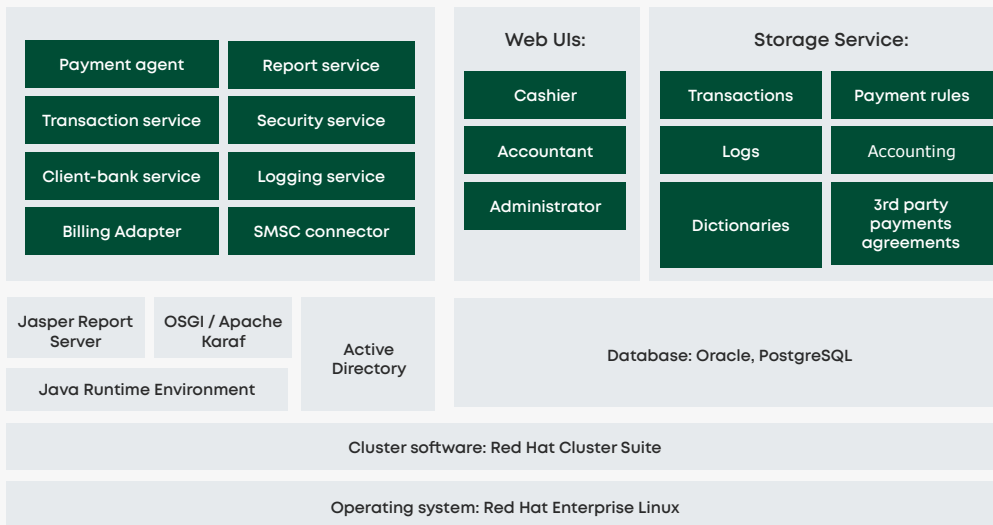 Payment agent
Report service
Transaction service
Security service
Client-bank service
Logging service
Billing Adapter
SMSC connector
Web UIs:
Cashier
Accountant
Administrator
Storage Service:
Transactions
Payment rules
Logs
Accounting
Dictionaries
3rd party
payments
agreements
Jasper Report
Server
OSGI / Apache
Karaf
Java Runtime Environment
Active
Directory
Database: Oracle, PostgreSQL
Cluster software: Red Hat Cluster Suite
Operating system: Red Hat Enterprise Linux